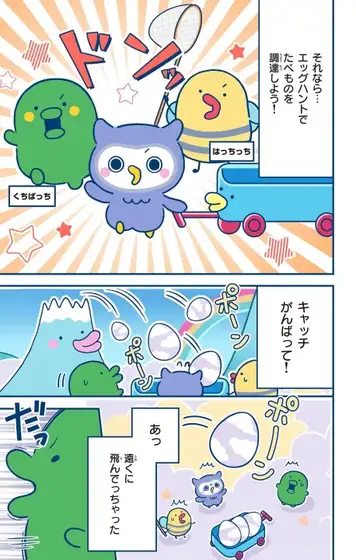 それなら…
エッグハントで
たべものを
調達しよう！
ドンッ
はっちっち
くちぱっち
キャッチ
がんばって！
ポーン
ポーン
ポーン
あっ
遠くに
飛んでっちゃった
だっ